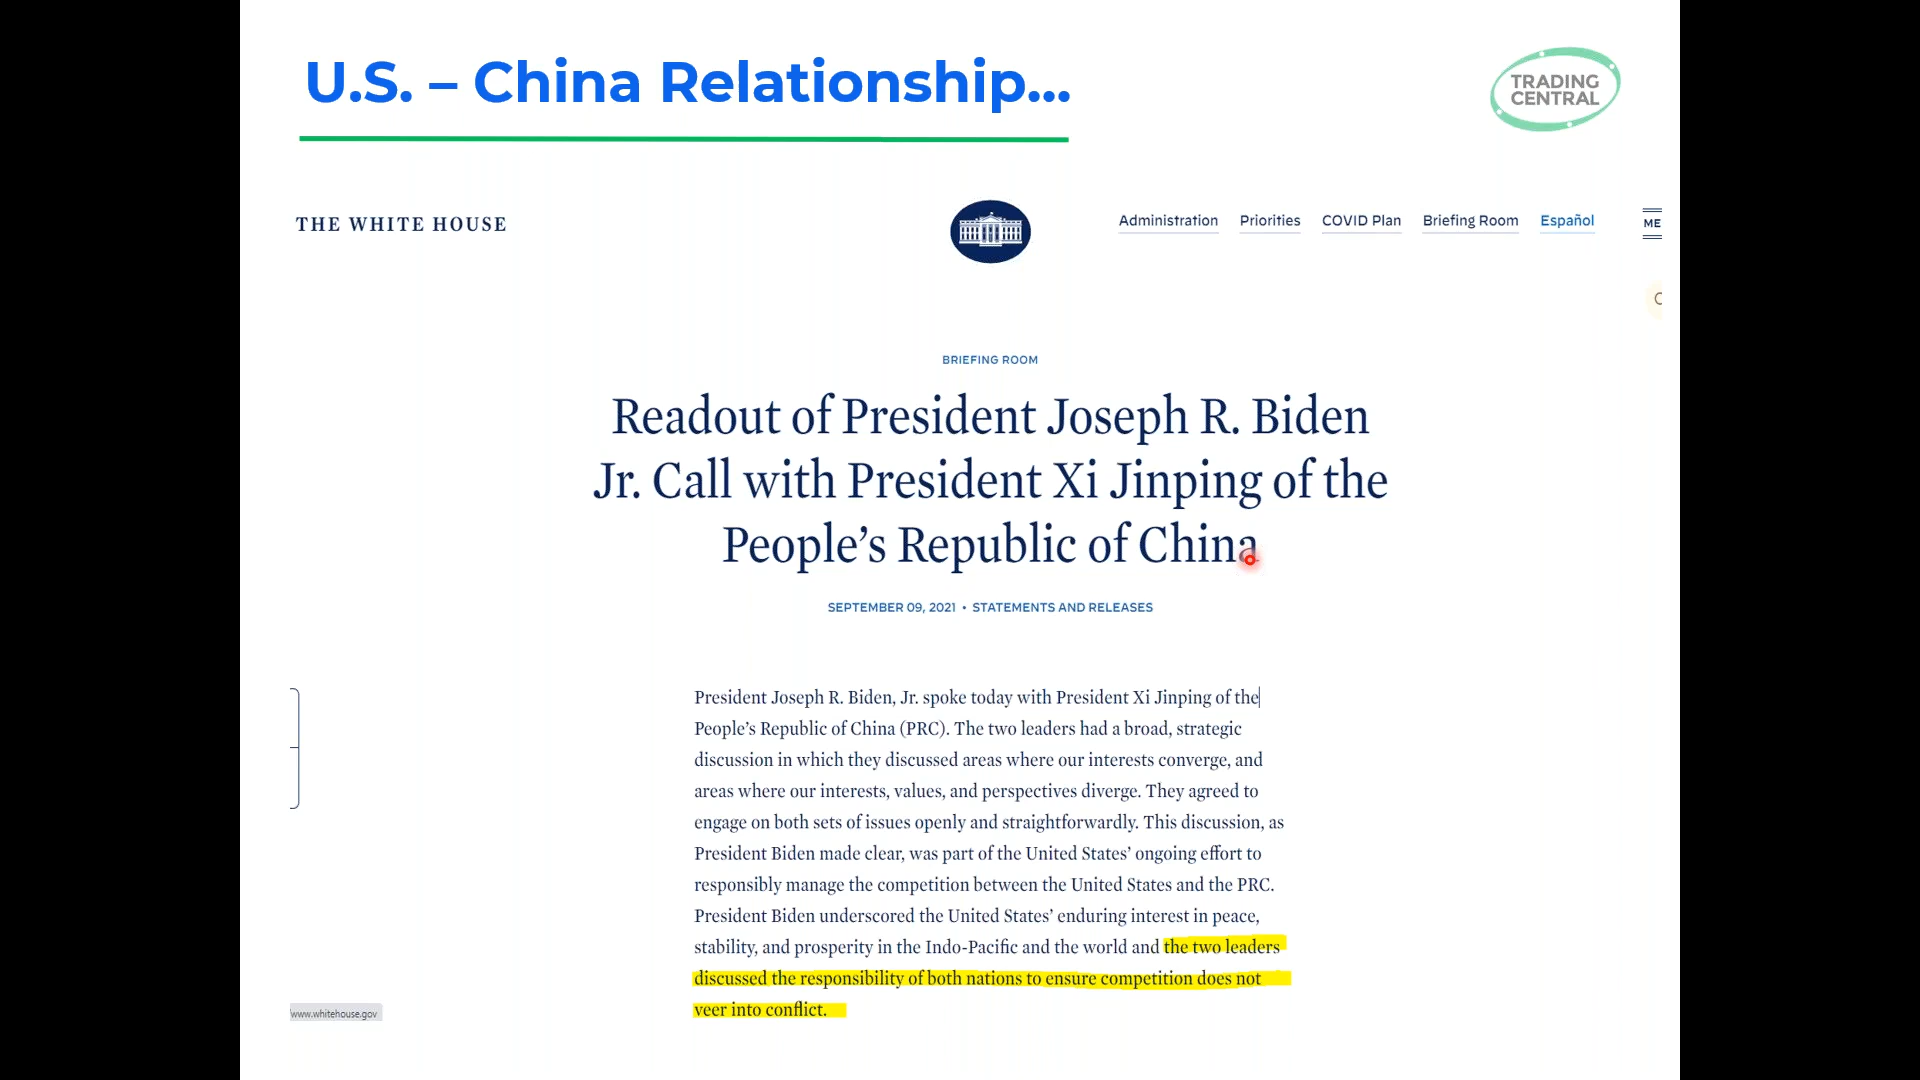 U.S. – China Relationship...
TRADING
CENTRAL
THE WHITE HOUSE
Administration Priorities COVID Plan Briefing Room Español ME
BRIEFING ROOM
Readout of President Joseph R. Biden
Jr. Call with President Xi Jinping of the
People’s Republic of China
SEPTEMBER 09, 2021 • STATEMENTS AND RELEASES
President Joseph R. Biden, Jr. spoke today with President Xi Jinping of the
People’s Republic of China (PRC). The two leaders had a broad, strategic
discussion in which they discussed areas where our interests converge, and
areas where our interests, values, and perspectives diverge. They agreed to
engage on both sets of issues openly and straightforwardly. This discussion, as
President Biden made clear, was part of the United States’ ongoing effort to
responsibly manage the competition between the United States and the PRC.
President Biden underscored the United States’ enduring interest in peace,
stability, and prosperity in the Indo-Pacific and the world and the two leaders
discussed the responsibility of both nations to ensure competition does not
veer into conflict.
www.whitehouse.gov